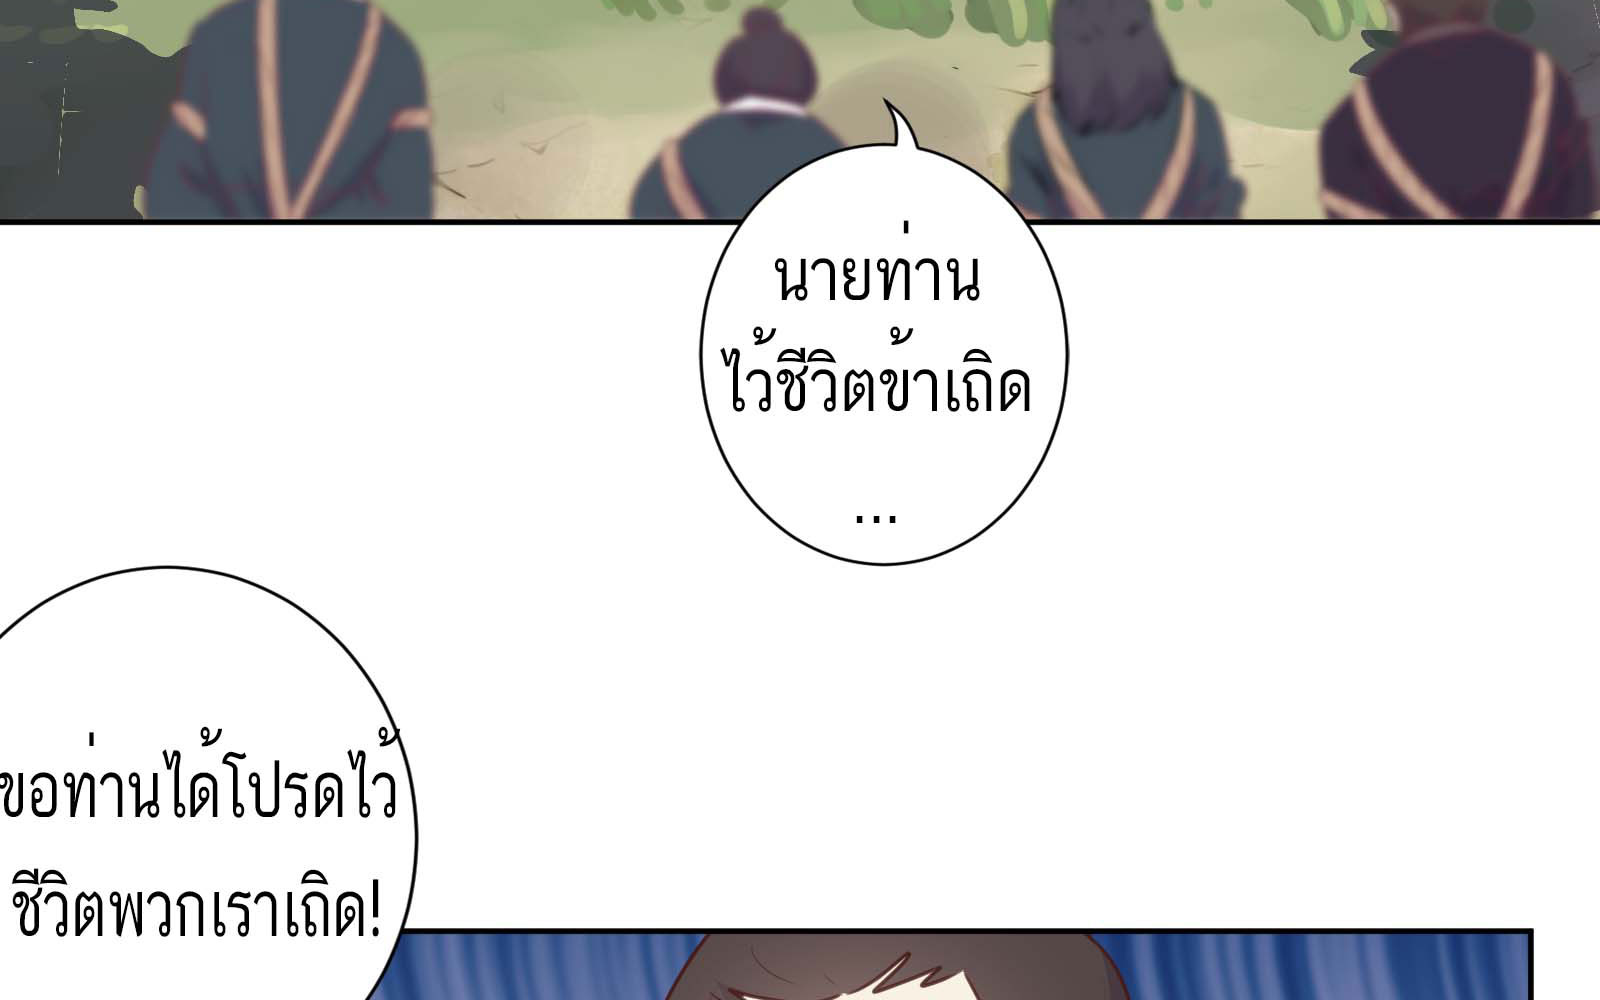 นายท่าน
ไว้ชีวิตข้าเถิด
...
ขอท่านได้โปรดไว้
ชีวิตพวกเราเถิด!